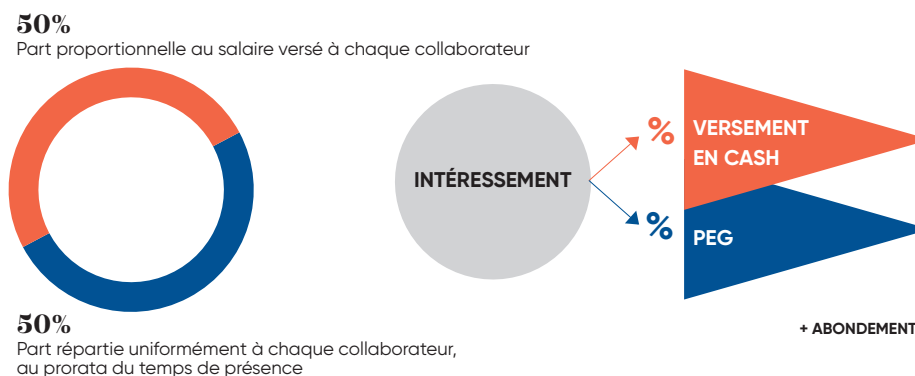 50%
Part proportionnelle au salaire versé à chaque collaborateur
INTÉRESSEMENT
%
VERSEMENT
EN CASH
%
PEG
+ ABONDEMENT
50%
Part répartie uniformément à chaque collaborateur,
au prorata du temps de présence